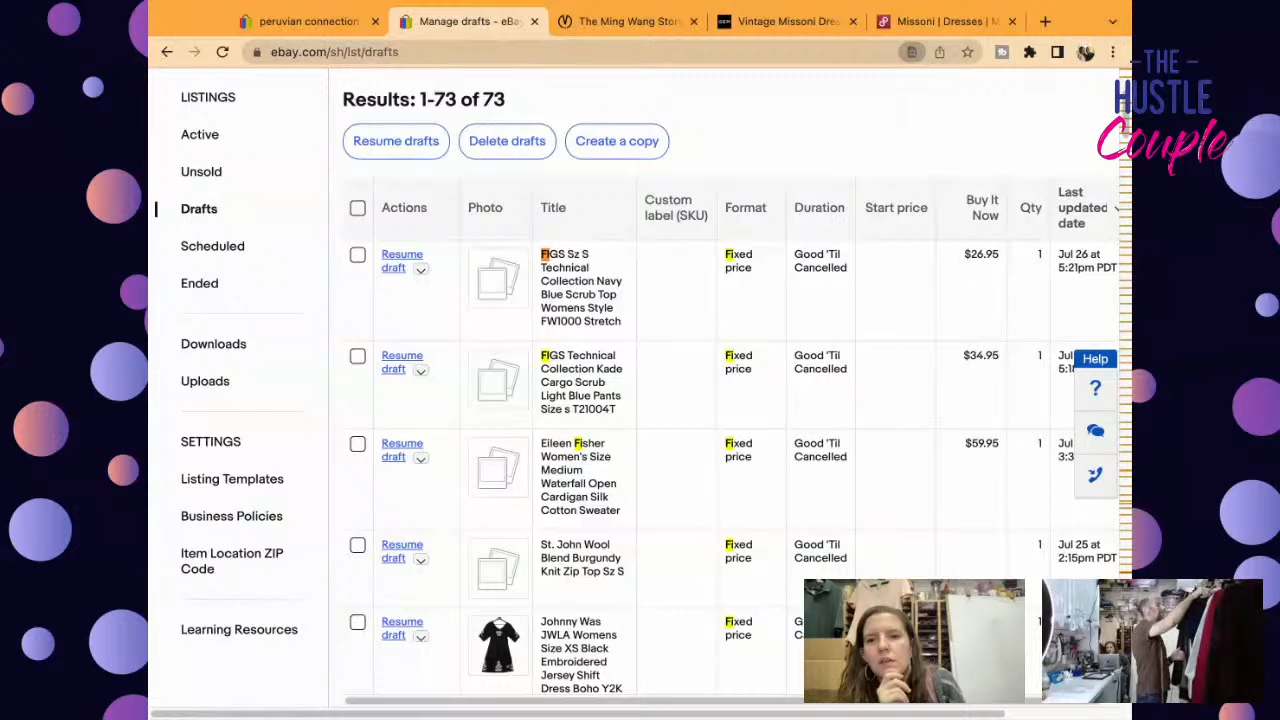 peruvian connection
Manage drafts - eBa
The Ming Wang Sto
Vintage Missoni Dre
Missoni | Dresses | M
ebay.com/sh/lst/drafts
THE
HUSTLE
Couple
LISTINGS
Active
Unsold
Drafts
Scheduled
Ended
Downloads
Uploads
SETTINGS
Listing Templates
Business Policies
Item Location ZIP
Code
Learning Resources
Results: 1-73 of 73
Resume drafts
Delete drafts
Create a copy
Actions
Photo
Title
Custom
label (SKU)
Format
Duration
Start price
Buy It
Now
Qty
Last
updated
date
Resume
draft
FIGS Sz S
Technical
Collection Navy
Blue Scrub Top
Womens Style
FW1000 Stretch
Fixed
price
Good 'Til
Cancelled
$26.95
1
Jul 26 at
5:21pm PDT
Resume
draft
FIGS Technical
Collection Kade
Cargo Scrub
Light Blue Pants
Size s T21004T
Fixed
price
Good 'Til
Cancelled
$34.95
1
Jul
Help
?
Resume
draft
Eileen Fisher
Women's Size
Medium
Waterfall Open
Cardigan Silk
Cotton Sweater
Fixed
price
Good 'Til
Cancelled
$59.95
1
Jul
3:3
Resume
draft
St. John Wool
Blend Burgundy
Knit Zip Top Sz S
Fixed
price
Good 'Til
Cancelled
1
Jul 25 at
2:15pm PDT
Resume
draft
Johnny Was
JWLA Womens
Size XS Black
Embroidered
Jersey Shift
Dress Boho Y2K
Fixed
price